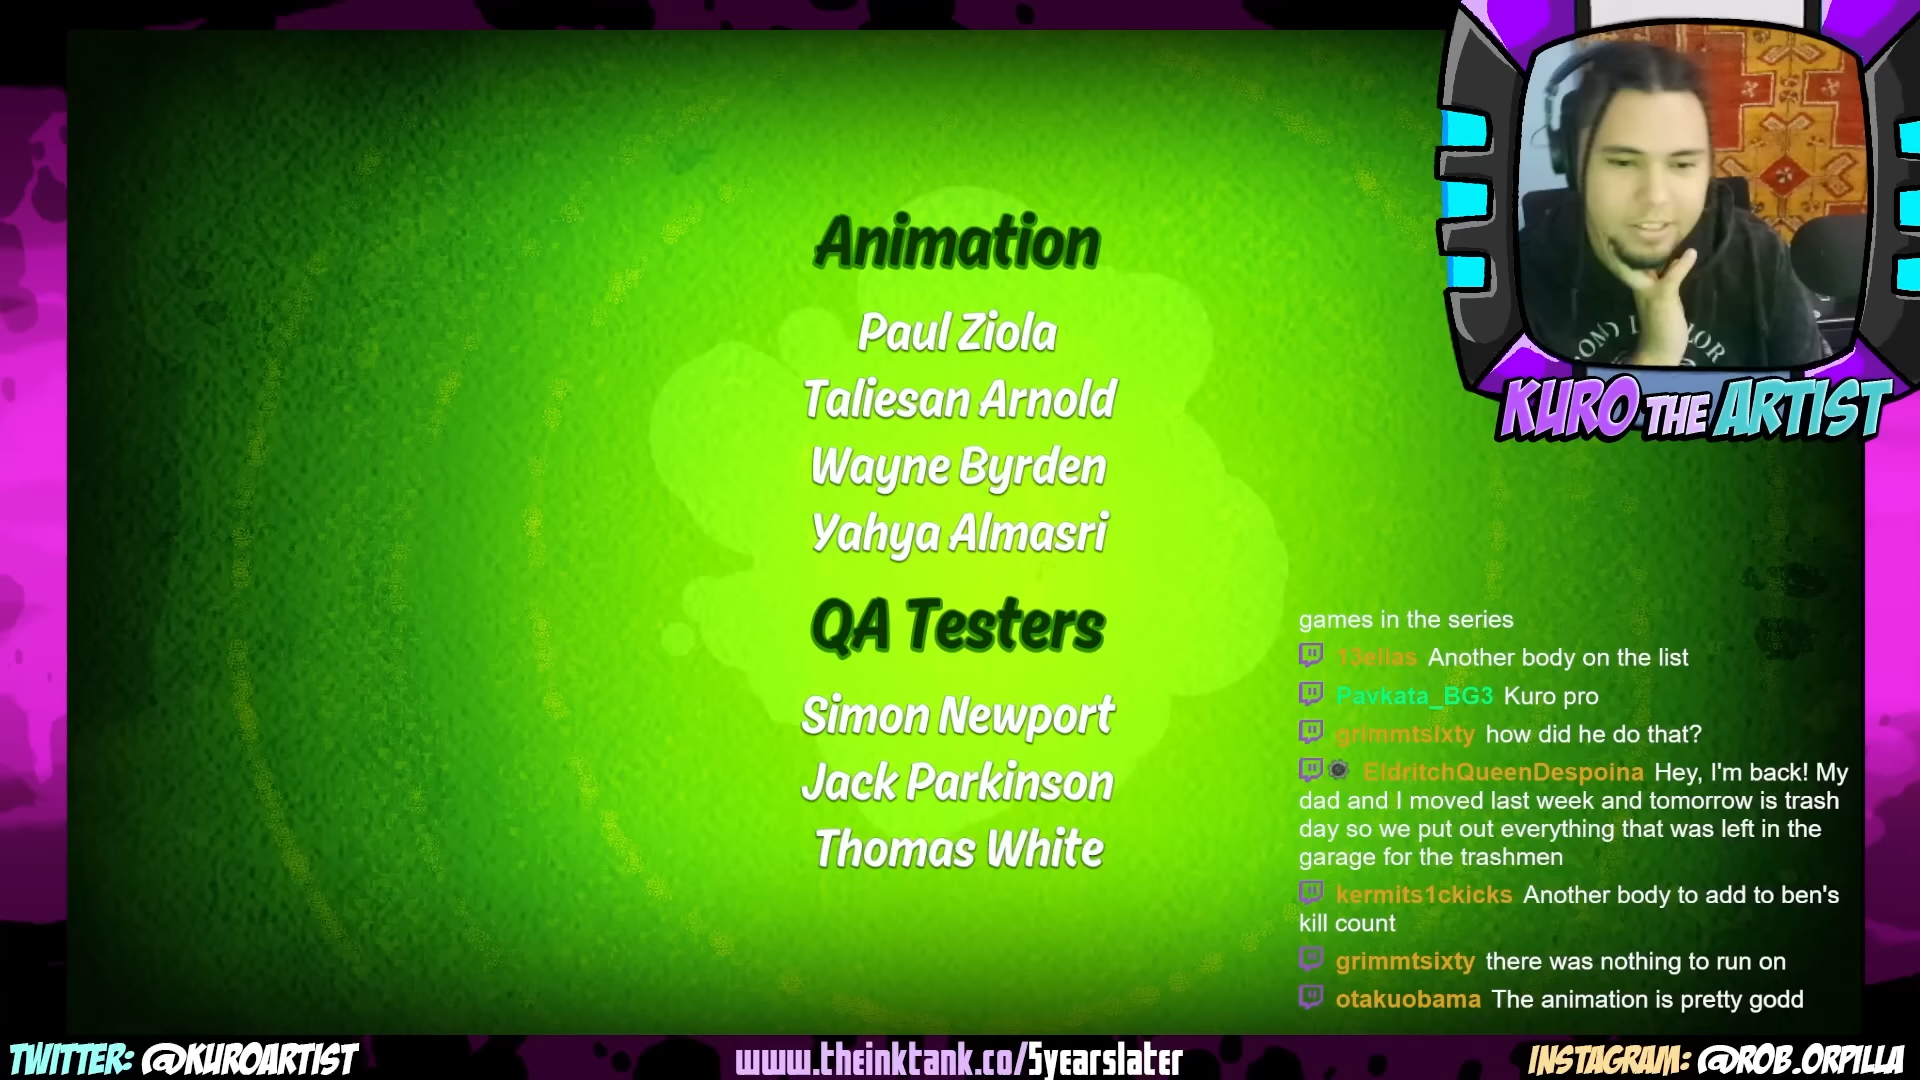 Animation
Paul Ziola
Taliesan Arnold
Wayne Byrden
Yahya Almasri
QA Testers
Simon Newport
Jack Parkinson
Thomas White
KURO THE ARTIST
games in the series
13elias Another body on the list
Pavkata_BG3 Kuro pro
grimmtsixty how did he do that?
EldritchQueenDespoina Hey, I'm back! My
dad and I moved last week and tomorrow is trash
day so we put out everything that was left in the
garage for the trashmen
kermits1ckicks Another body to add to ben's
kill count
grimmtsixty there was nothing to run on
otakuobama The animation is pretty godd
TWITTER: @KUROARTIST
www.theinktank.co/5yearslater
INSTAGRAM: @ROB.ORPILLA